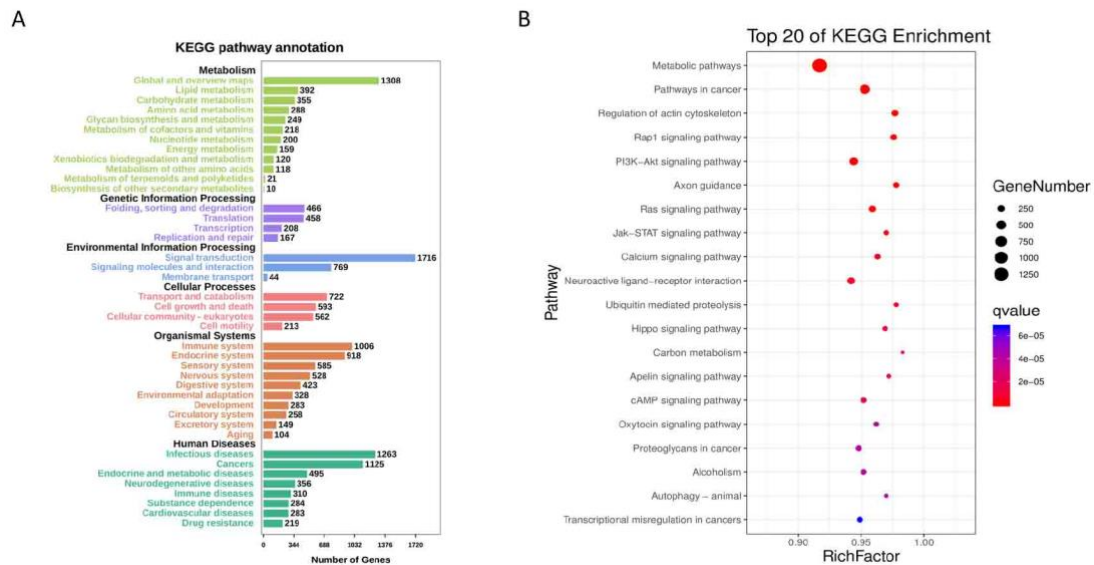 A
KEGG pathway annotation
Metabolism
Global and overview maps 1308
Lipid metabolism 392
Carbohydrate metabolism 355
Amino acid metabolism 288
Glycan biosynthesis and metabolism 249
Metabolism of cofactors and vitamins 218
Nucleotide metabolism 200
Energy metabolism 159
Xenobiotics biodegradation and metabolism 120
Metabolism of other amino acids 118
Metabolism of terpenoids and polyketides 21
Biosynthesis of other secondary metabolites 10
Genetic Information Processing
Folding, sorting and degradation 466
Translation 458
Transcription 208
Replication and repair 167
Environmental Information Processing
Signal transduction 1716
Signaling molecules and interaction 769
Membrane transport 44
Cellular Processes
Transport and catabolism 722
Cell growth and death 593
Cellular community - eukaryotes 562
Cell motility 213
Organismal Systems
Immune system 1006
Endocrine system 918
Sensory system 585
Nervous system 528
Digestive system 423
Environmental adaptation 328
Development 283
Circulatory system 258
Excretory system 149
Aging 104
Human Diseases
Infectious diseases 1263
Cancers 1125
Endocrine and metabolic diseases 495
Neurodegenerative diseases 356
Immune diseases 310
Substance dependence 284
Cardiovascular diseases 283
Drug resistance 219
0 344 688 1032 1376 1720
Number of Genes
B
Top 20 of KEGG Enrichment
Pathway
Metabolic pathways
Pathways in cancer
Regulation of actin cytoskeleton
Rap1 signaling pathway
PI3K−Akt signaling pathway
Axon guidance
Ras signaling pathway
Jak−STAT signaling pathway
Calcium signaling pathway
Neuroactive ligand−receptor interaction
Ubiquitin mediated proteolysis
Hippo signaling pathway
Carbon metabolism
Apelin signaling pathway
cAMP signaling pathway
Oxytocin signaling pathway
Proteoglycans in cancer
Alcoholism
Autophagy − animal
Transcriptional misregulation in cancers
0.90 0.95 1.00
RichFactor
GeneNumber
250
500
750
1000
1250
qvalue
6e−05
4e−05
2e−05